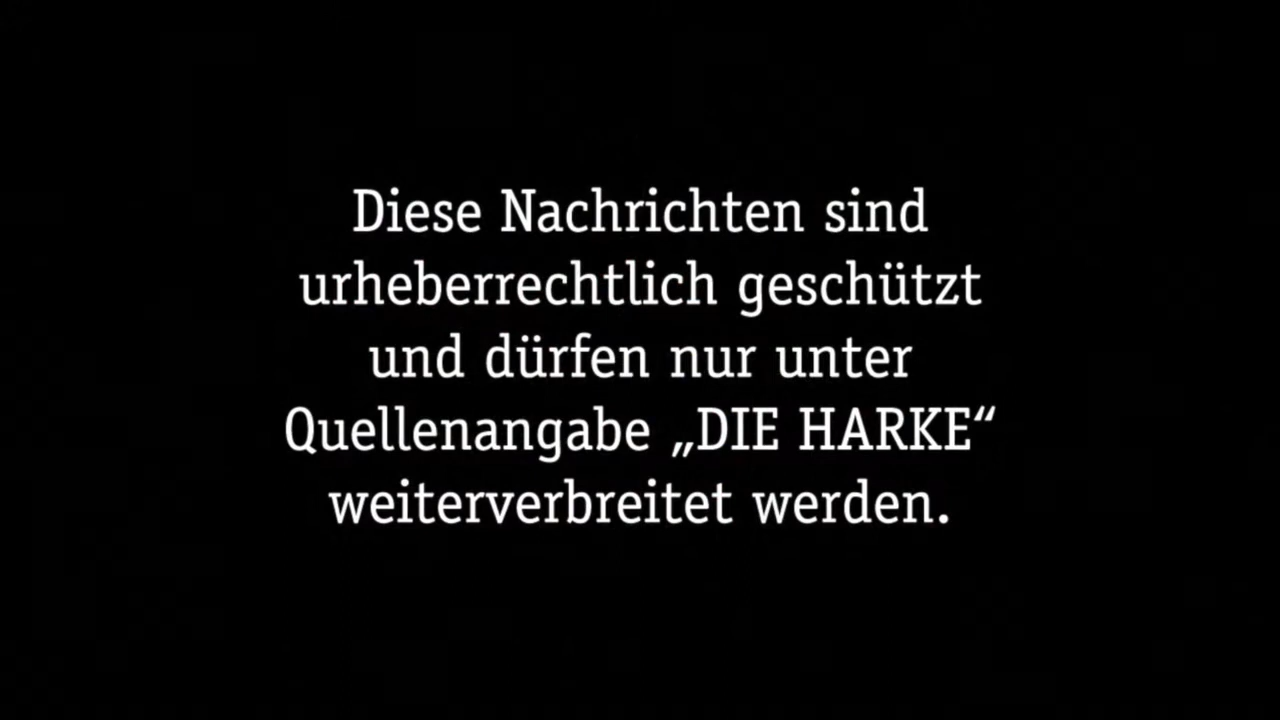 Diese Nachrichten sind
urheberrechtlich geschützt
und dürfen nur unter
Quellenangabe „DIE HARKE“
weiterverbreitet werden.